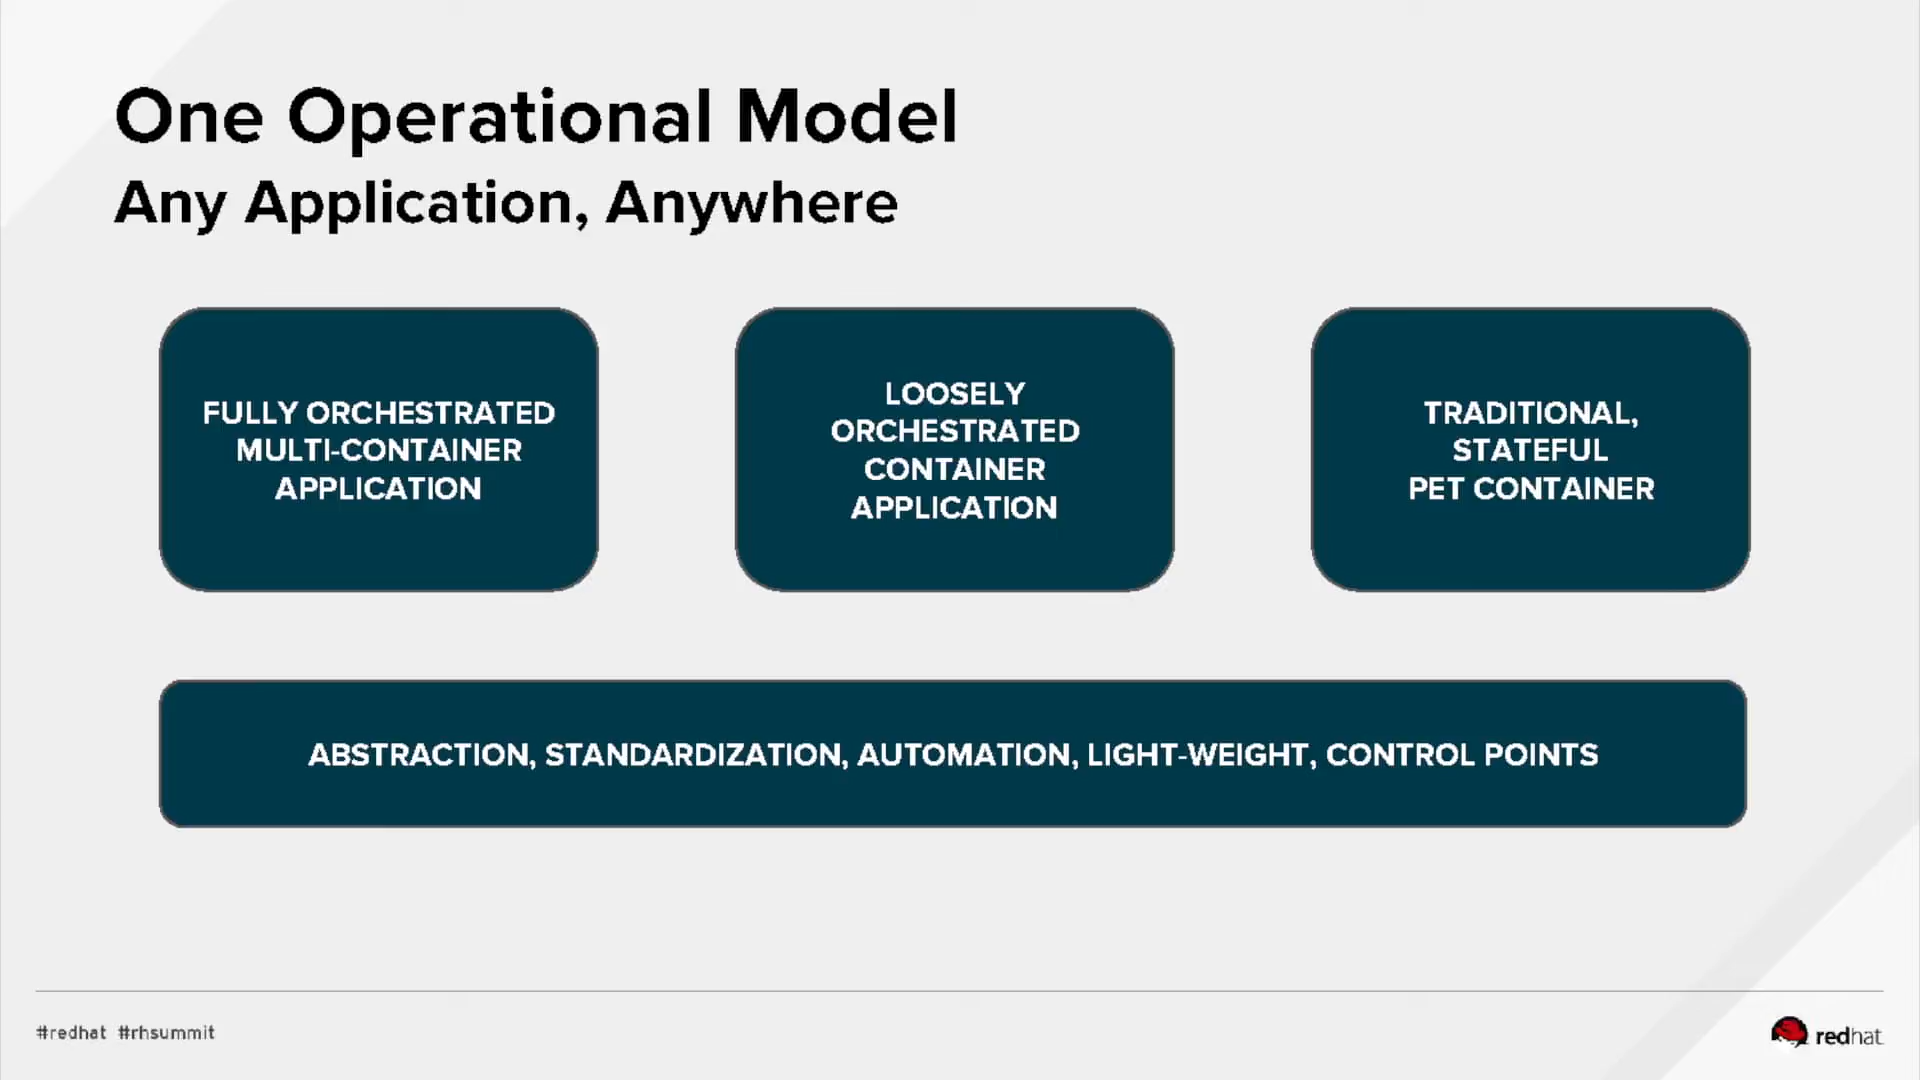 One Operational Model
Any Application, Anywhere
FULLY ORCHESTRATED
MULTI-CONTAINER
APPLICATION
LOOSELY
ORCHESTRATED
CONTAINER
APPLICATION
TRADITIONAL,
STATEFUL
PET CONTAINER
ABSTRACTION, STANDARDIZATION, AUTOMATION, LIGHT-WEIGHT, CONTROL POINTS
#redhat #rhsummit
redhat